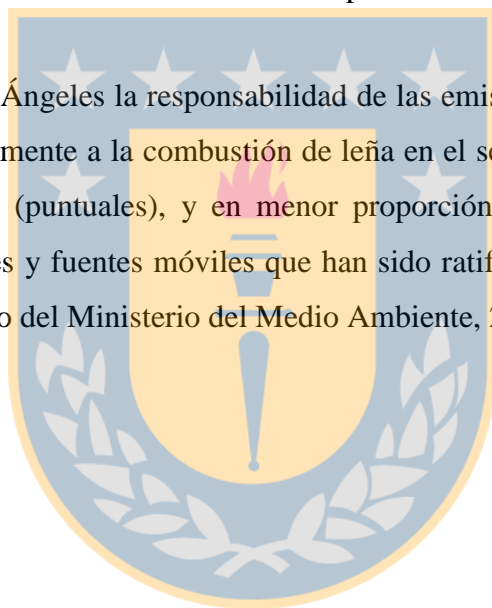 Ángeles la responsabilidad de las emis
mente a la combustión de leña en el se
(puntuales), y en menor proporción
es y fuentes móviles que han sido ratif
o del Ministerio del Medio Ambiente, 2